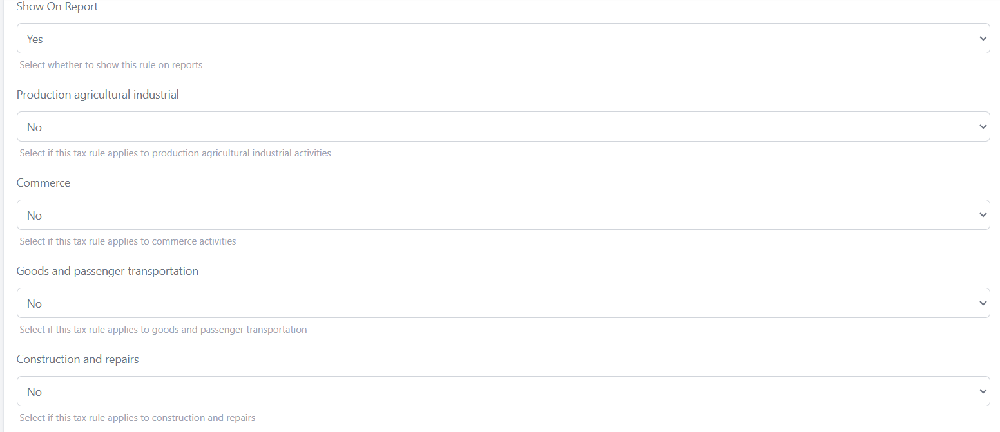 Show On Report
Yes
Select whether to show this rule on reports
Production agricultural industrial
No
Select if this tax rule applies to production agricultural industrial activities
Commerce
No
Select if this tax rule applies to commerce activities
Goods and passenger transportation
No
Select if this tax rule applies to goods and passenger transportation
Construction and repairs
No
Select if this tax rule applies to construction and repairs